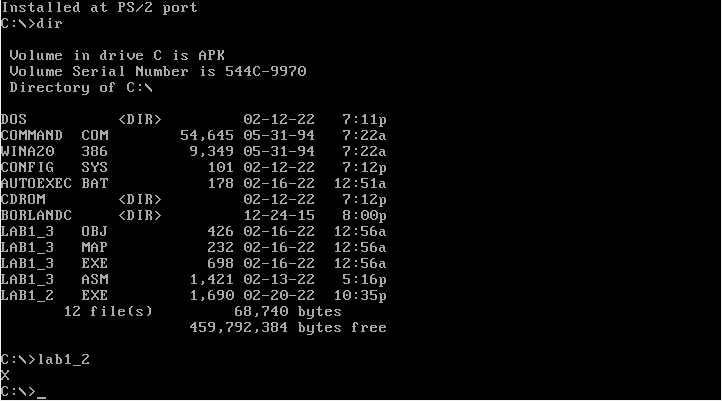 Installed at PS/2 port
C:\>dir
Volume in drive C is APK
Volume Serial Number is 544C-9970
Directory of C:\
DOS <DIR> 02-12-22 7:11p
COMMAND COM 54,645 05-31-94 7:22a
WINA20 386 9,349 05-31-94 7:22a
CONFIG SYS 101 02-12-22 7:12p
AUTOEXEC BAT 178 02-16-22 12:51a
CDROM <DIR> 02-12-22 7:12p
BORLANDC <DIR> 12-24-15 8:00p
LAB1_3 OBJ 426 02-16-22 12:56a
LAB1_3 MAP 232 02-16-22 12:56a
LAB1_3 EXE 698 02-16-22 12:56a
LAB1_3 ASM 1,421 02-13-22 5:16p
LAB1_2 EXE 1,690 02-20-22 10:35p
12 file(s) 68,740 bytes
459,792,384 bytes free
C:\>lab1_2
X
C:\>_